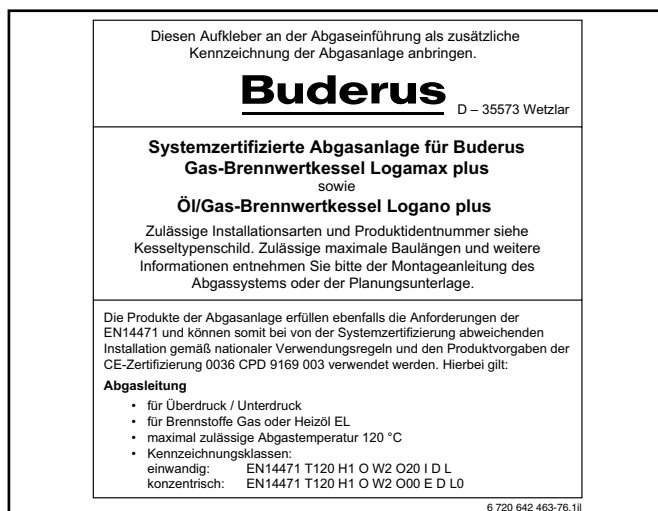 Diesen Aufkleber an der Abgaseinführung als zusätzliche
Kennzeichnung der Abgasanlage anbringen.
Buderus
D – 35573 Wetzlar
Systemzertifizierte Abgasanlage für Buderus
Gas-Brennwertkessel Logamax plus
sowie
Öl/Gas-Brennwertkessel Logano plus
Zulässige Installationsarten und Produktidentnummer siehe
Kesseltypenschild. Zulässige maximale Baulängen und weitere
Informationen entnehmen Sie bitte der Montageanleitung des
Abgassystems oder der Planungsunterlage.
Die Produkte der Abgasanlage erfüllen ebenfalls die Anforderungen der
EN14471 und können somit bei von der Systemzertifizierung abweichenden
Installation gemäß nationaler Verwendungsregeln und den Produktvorgaben der
CE-Zertifizierung 0036 CPD 9169 003 verwendet werden. Hierbei gilt:
Abgasleitung
• für Überdruck / Unterdruck
• für Brennstoffe Gas oder Heizöl EL
• maximal zulässige Abgastemperatur 120 °C
• Kennzeichnungsklassen:
einwandig: EN14471 T120 H1 O W2 O20 I D L
konzentrisch: EN14471 T120 H1 O W2 O00 E D L0
6 720 642 463-76.1il